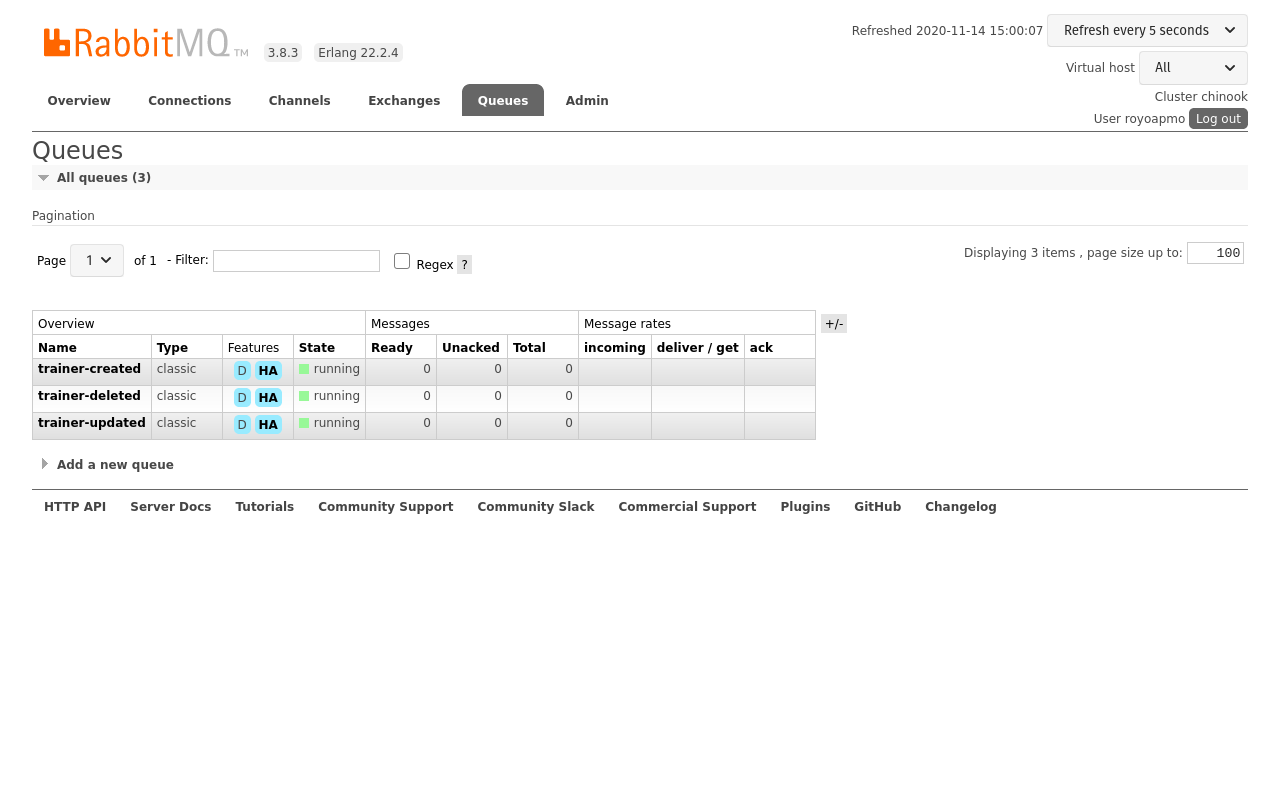 RabbitMQ TM 3.8.3 Erlang 22.2.4
Refreshed 2020-11-14 15:00:07 Refresh every 5 seconds
Virtual host All
Cluster chinook
User royoapmo Log out
Overview Connections Channels Exchanges Queues Admin
Queues
All queues (3)
Pagination
Page 1 of 1 - Filter: Regex ?
Displaying 3 items , page size up to: 100
Overview Messages Message rates +/-
Name Type Features State Ready Unacked Total incoming deliver / get ack
trainer-created classic D HA running 0 0 0
trainer-deleted classic D HA running 0 0 0
trainer-updated classic D HA running 0 0 0
Add a new queue
HTTP API Server Docs Tutorials Community Support Community Slack Commercial Support Plugins GitHub Changelog